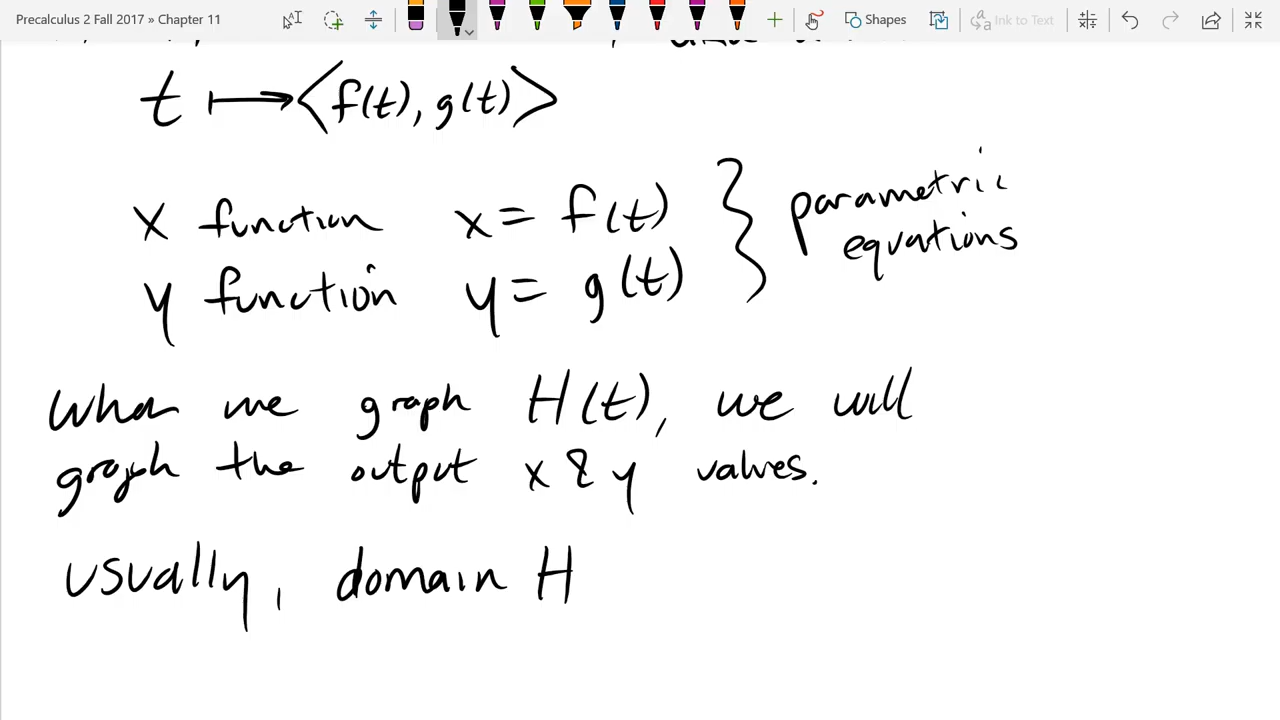 Precalculus 2 Fall 2017 » Chapter 11
Shapes
Ink to Text
t ↦ <f(t), g(t)>
x function x = f(t)
y function y = g(t)
} parametric
equations
When we graph H(t), we will
graph the output x & y values.
usually, domain H